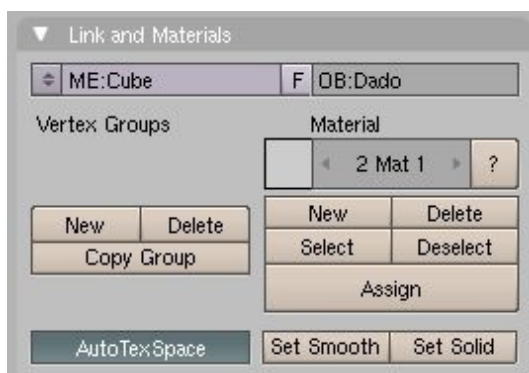 Link and Materials
ME:Cube F OB:Dado
Vertex Groups Material
2 Mat 1 ?
New Delete New Delete
Copy Group Select Deselect
Assign
AutoTexSpace Set Smooth Set Solid